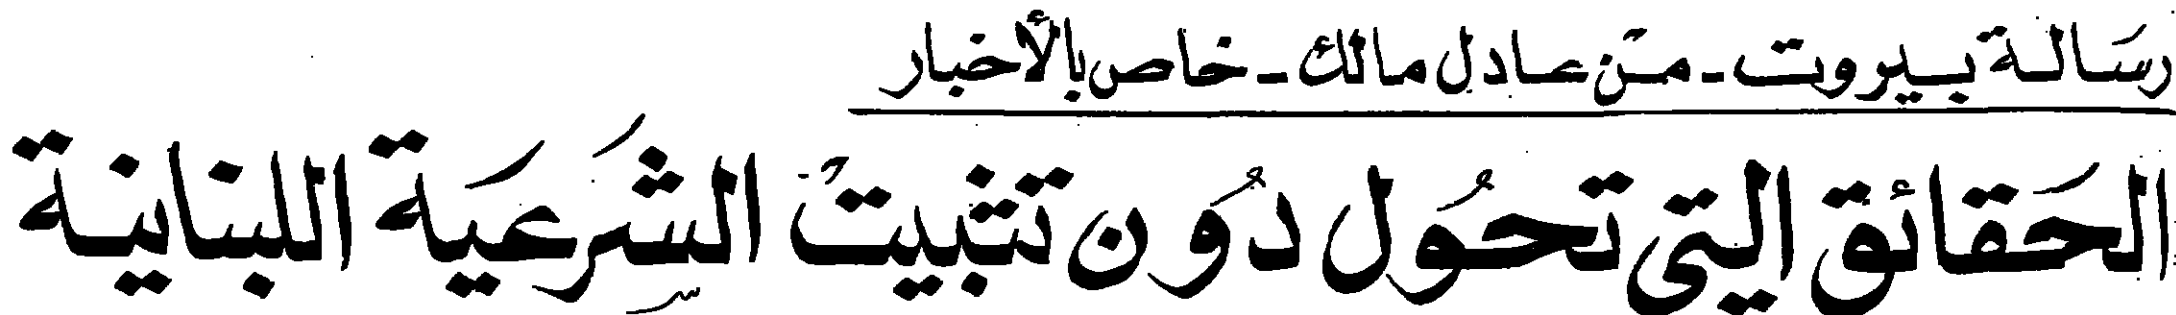 رسالة بيروت - من عادل مالك - خاص بالأخبار
الحقائق التي تحول دون تثبيت الشرعية اللبنانية